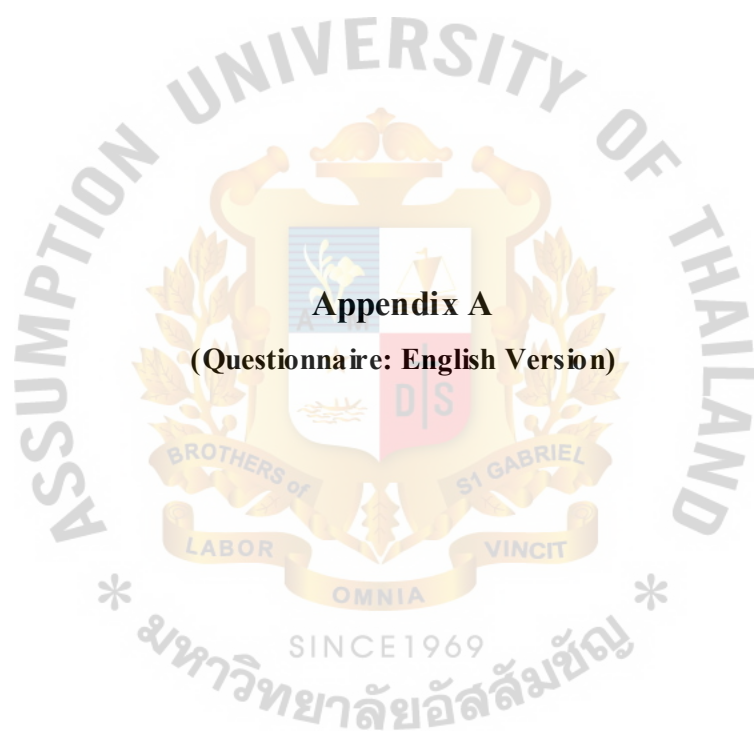 ASSUMPTION UNIVERSITY OF THAILAND
Appendix A
(Questionnaire: English Version)
A M
D S
BROTHERS of
S1 GABRIEL
LABOR
VINCIT
OMNIA
* SINCE1969 *
มหาวิทยาลัยอัสสัมชัญ